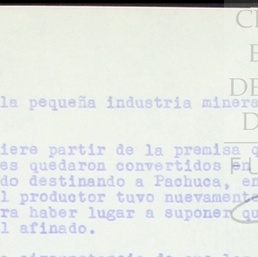 la pequeña industria minera
iere partir de la premisa q
es quedaron convertidos en
do destinando a Pachuca, en
l productor tuvo nuevament
ra haber lugar a suponer qu
l afinado.